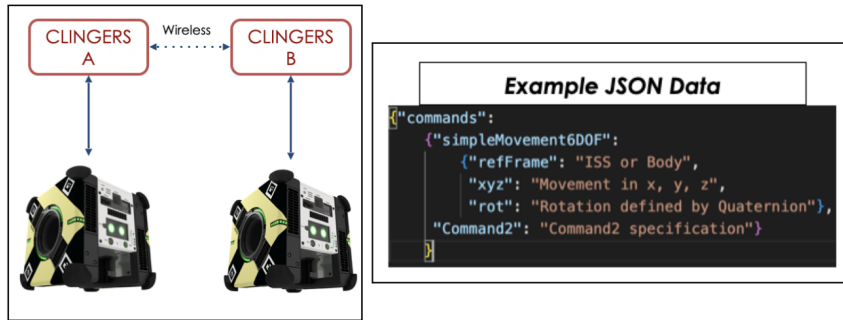 Wireless
CLINGERS
A
CLINGERS
B
Example JSON Data
{"commands":
{"simpleMovement6DOF":
{"refFrame": "ISS or Body",
"xyz": "Movement in x, y, z",
"rot": "Rotation defined by Quaternion"},
"Command2": "Command2 specification"}
}